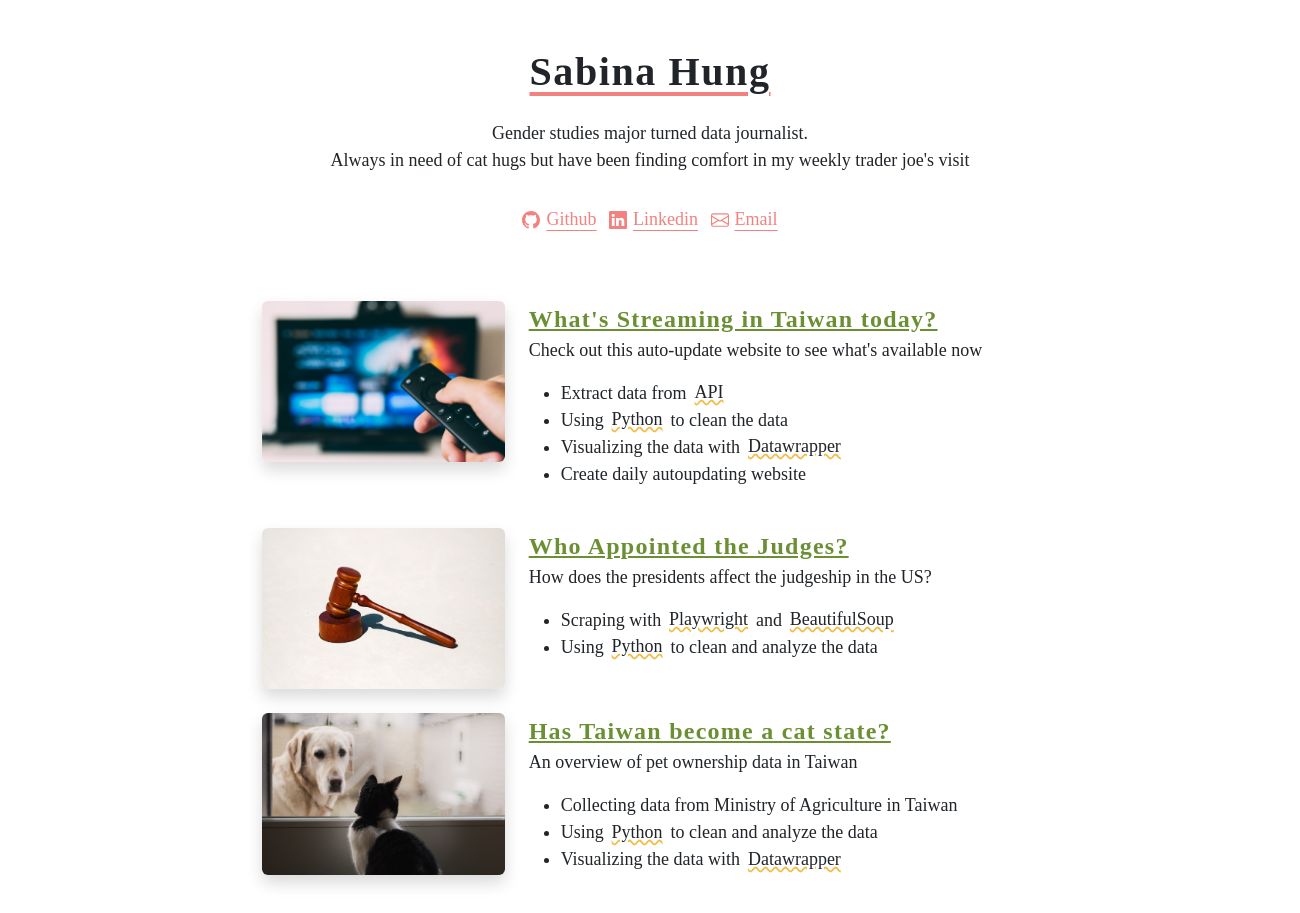 Sabina Hung
Gender studies major turned data journalist.
Always in need of cat hugs but have been finding comfort in my weekly trader joe's visit
Github Linkedin Email
What's Streaming in Taiwan today?
Check out this auto-update website to see what's available now
Extract data from API
Using Python to clean the data
Visualizing the data with Datawrapper
Create daily autoupdating website
Who Appointed the Judges?
How does the presidents affect the judgeship in the US?
Scraping with Playwright and BeautifulSoup
Using Python to clean and analyze the data
Has Taiwan become a cat state?
An overview of pet ownership data in Taiwan
Collecting data from Ministry of Agriculture in Taiwan
Using Python to clean and analyze the data
Visualizing the data with Datawrapper